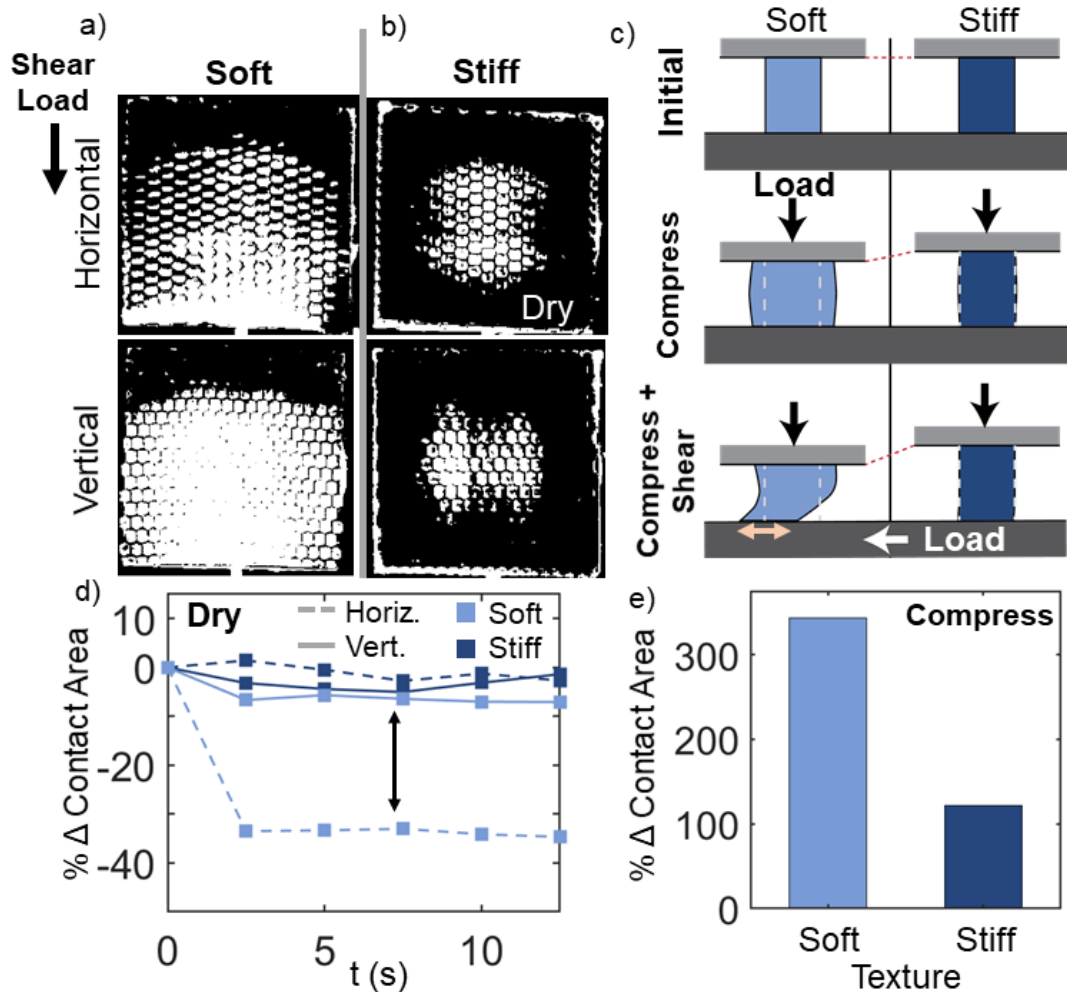 a)
b)
c)
Shear
Load
Soft
Stiff
Horizontal
Dry
Vertical
Soft
Stiff
Initial
Load
Compress
Compress +
Shear
Load
d)
Dry
Horiz.
Vert.
Soft
Stiff
% Δ Contact Area
10
0
-20
-40
0
5
10
t (s)
e)
Compress
% Δ Contact Area
300
200
100
0
Soft
Stiff
Texture